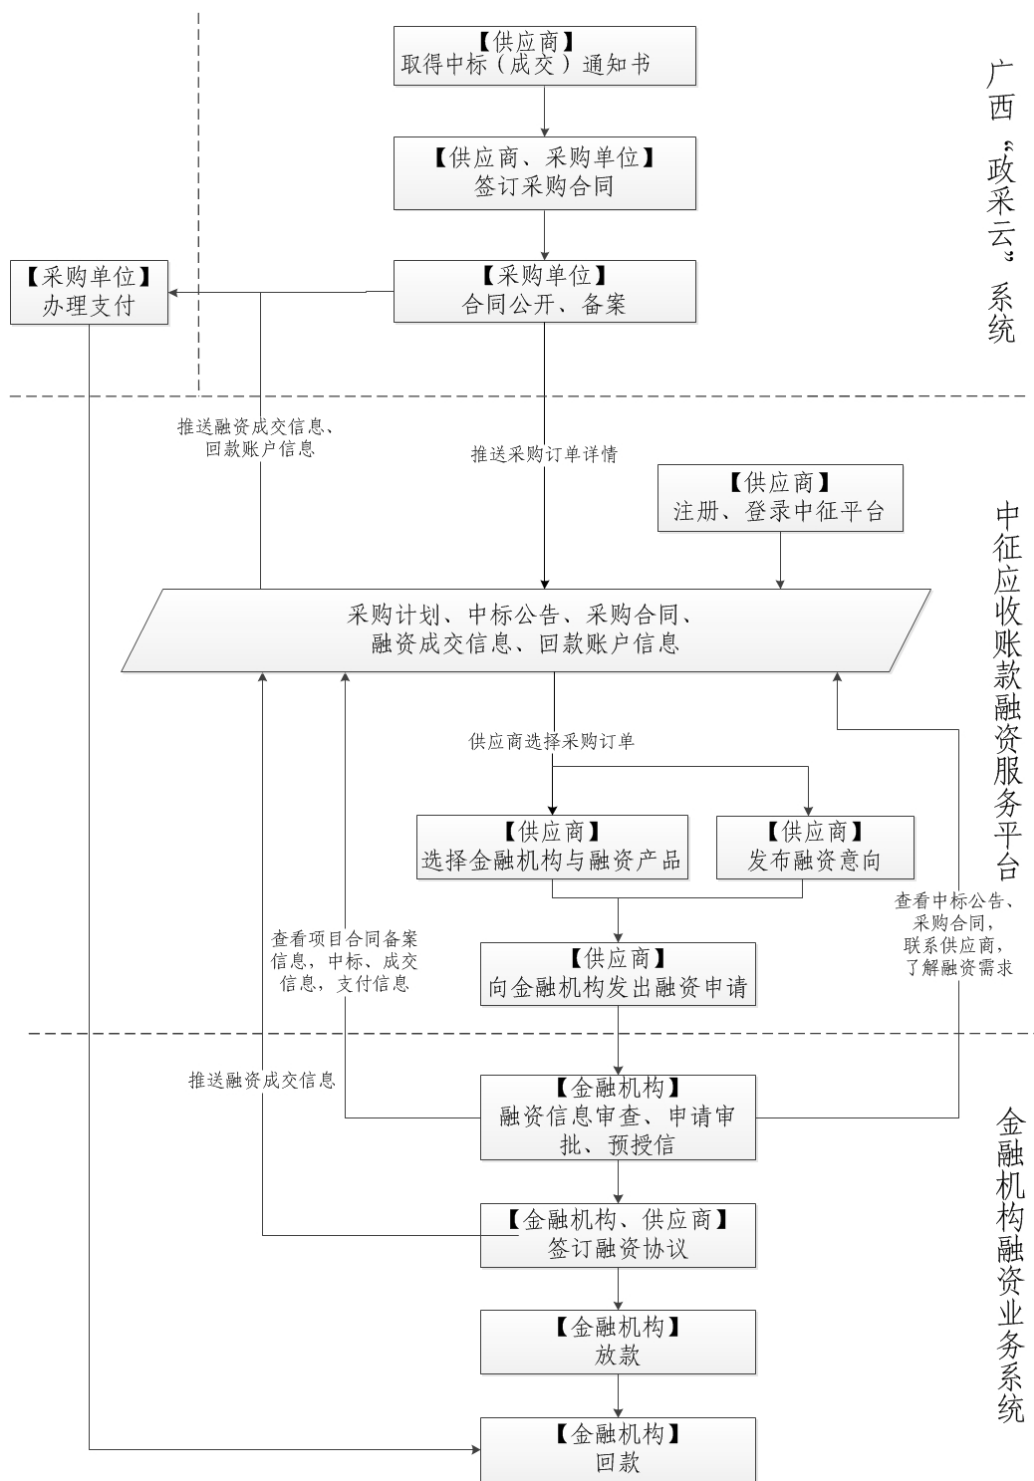 【供应商】
取得中标（成交）通知书
【供应商、采购单位】
签订采购合同
【采购单位】
合同公开、备案
【采购单位】
办理支付
广西“政采云”系统
推送融资成交信息、
回款账户信息
推送采购订单详情
【供应商】
注册、登录中征平台
采购计划、中标公告、采购合同、
融资成交信息、回款账户信息
供应商选择采购订单
【供应商】
选择金融机构与融资产品
【供应商】
发布融资意向
查看中标公告、
采购合同，
联系供应商，
了解融资需求
查看项目合同备案
信息，中标、成交
信息，支付信息
【供应商】
向金融机构发出融资申请
中征应收账款融资服务平台
推送融资成交信息
【金融机构】
融资信息审查、申请审
批、预授信
【金融机构、供应商】
签订融资协议
【金融机构】
放款
【金融机构】
回款
金融机构融资业务系统